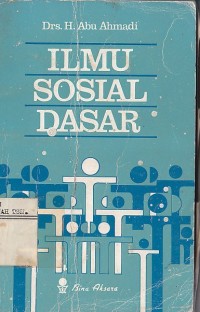 Drs. H. Abu Ahmadi
ILMU
SOSIAL
DASAR
Bina Aksara